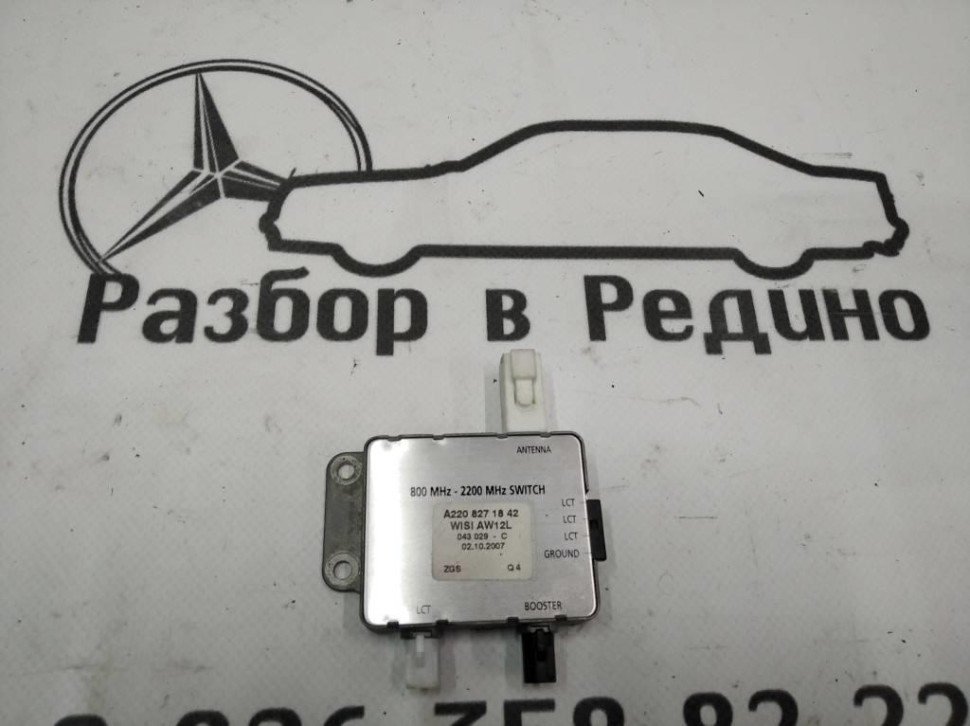 Разбор в Редино
ANTENNA
800 MHz - 2200 MHz SWITCH
LCT
A220 827 18 42
LCT
WISI AW12L
043 029 - C
LCT
02.10.2007
GROUND
ZGS Q4
LCT BOOSTER